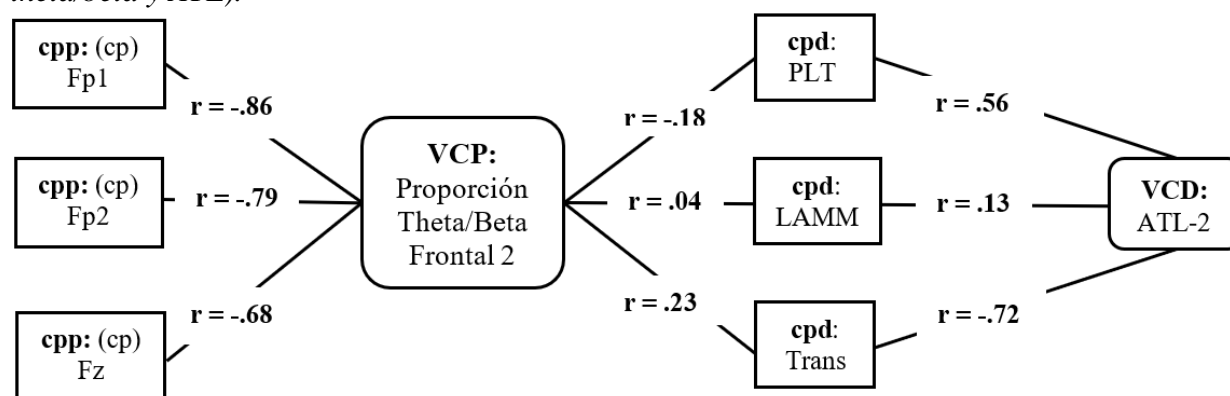 theta/beta y ATL).
cpp: (cp)
Fp1
r = -.86
cpp: (cp)
Fp2
r = -.79
cpp: (cp)
Fz
r = -.68
VCP:
Proporción
Theta/Beta
Frontal 2
r = -.18
r = .04
r = .23
cpd:
PLT
cpd:
LAMM
cpd:
Trans
r = .56
r = .13
r = -.72
VCD:
ATL-2